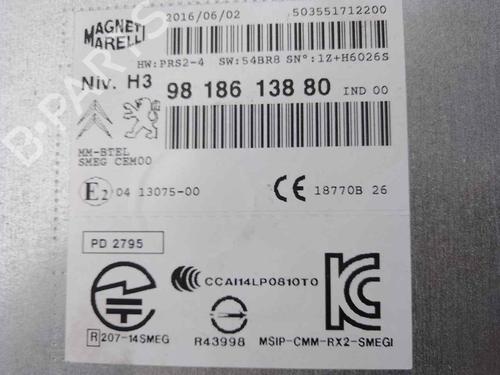 MAGNETI MARELLI
2016/06/02 503551712200
HW:PRS2-4 SW:54BR8 SN°:1Z+H6026S
Niv. H3 98 186 138 80 IND 00
MM-BTEL
SMEG CEM00
E2 04 13075-00 CE 18770B 26
PD 2795
CCAI14LP0810T0
R 207-14SMEG R43998 MSIP-CMM-RX2-SMEGI
B-PARTS